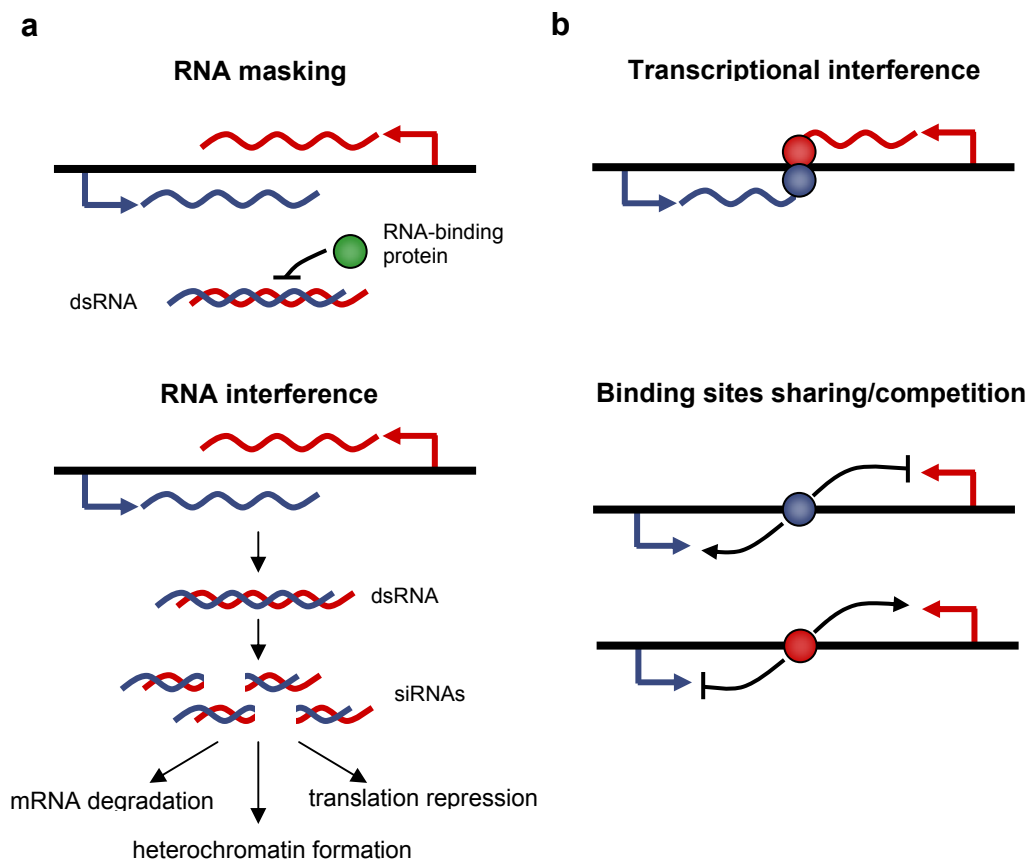 a
RNA masking
RNA-binding
protein
dsRNA
RNA interference
dsRNA
siRNAs
mRNA degradation
translation repression
heterochromatin formation
b
Transcriptional interference
Binding sites sharing/competition